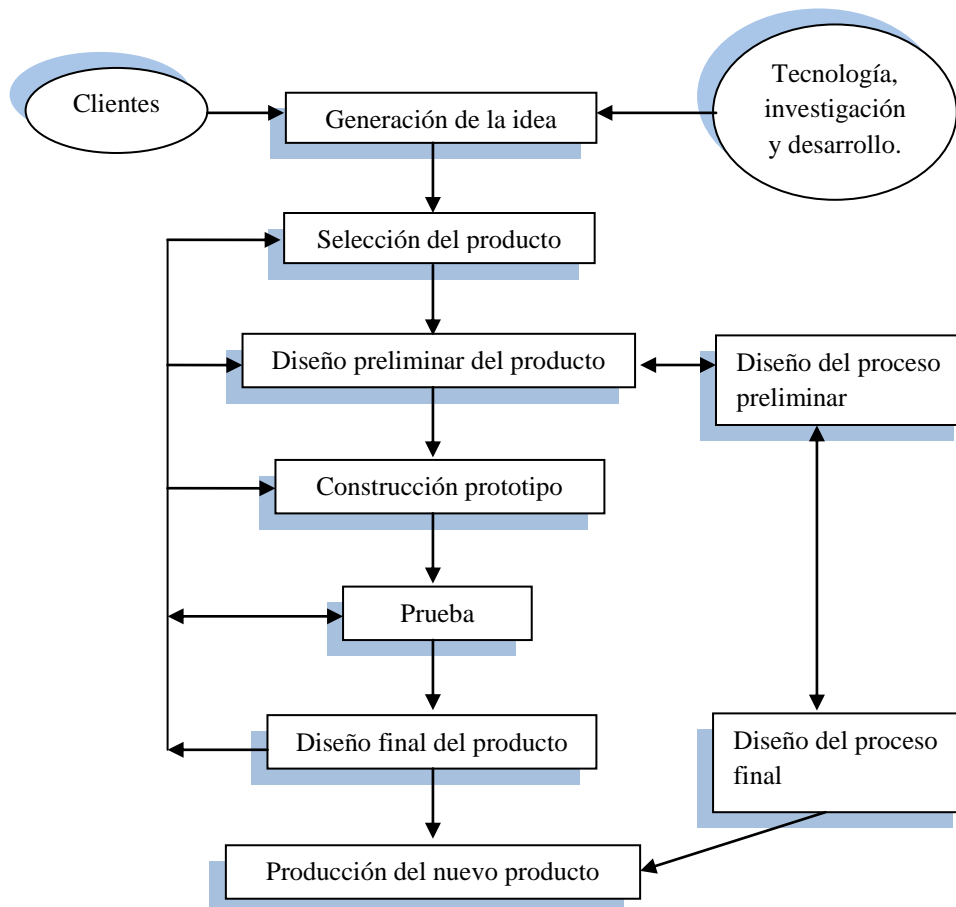 Clientes
Tecnología,
investigación
y desarrollo.
Generación de la idea
Selección del producto
Diseño preliminar del producto
Diseño del proceso
preliminar
Construcción prototipo
Prueba
Diseño final del producto
Diseño del proceso
final
Producción del nuevo producto